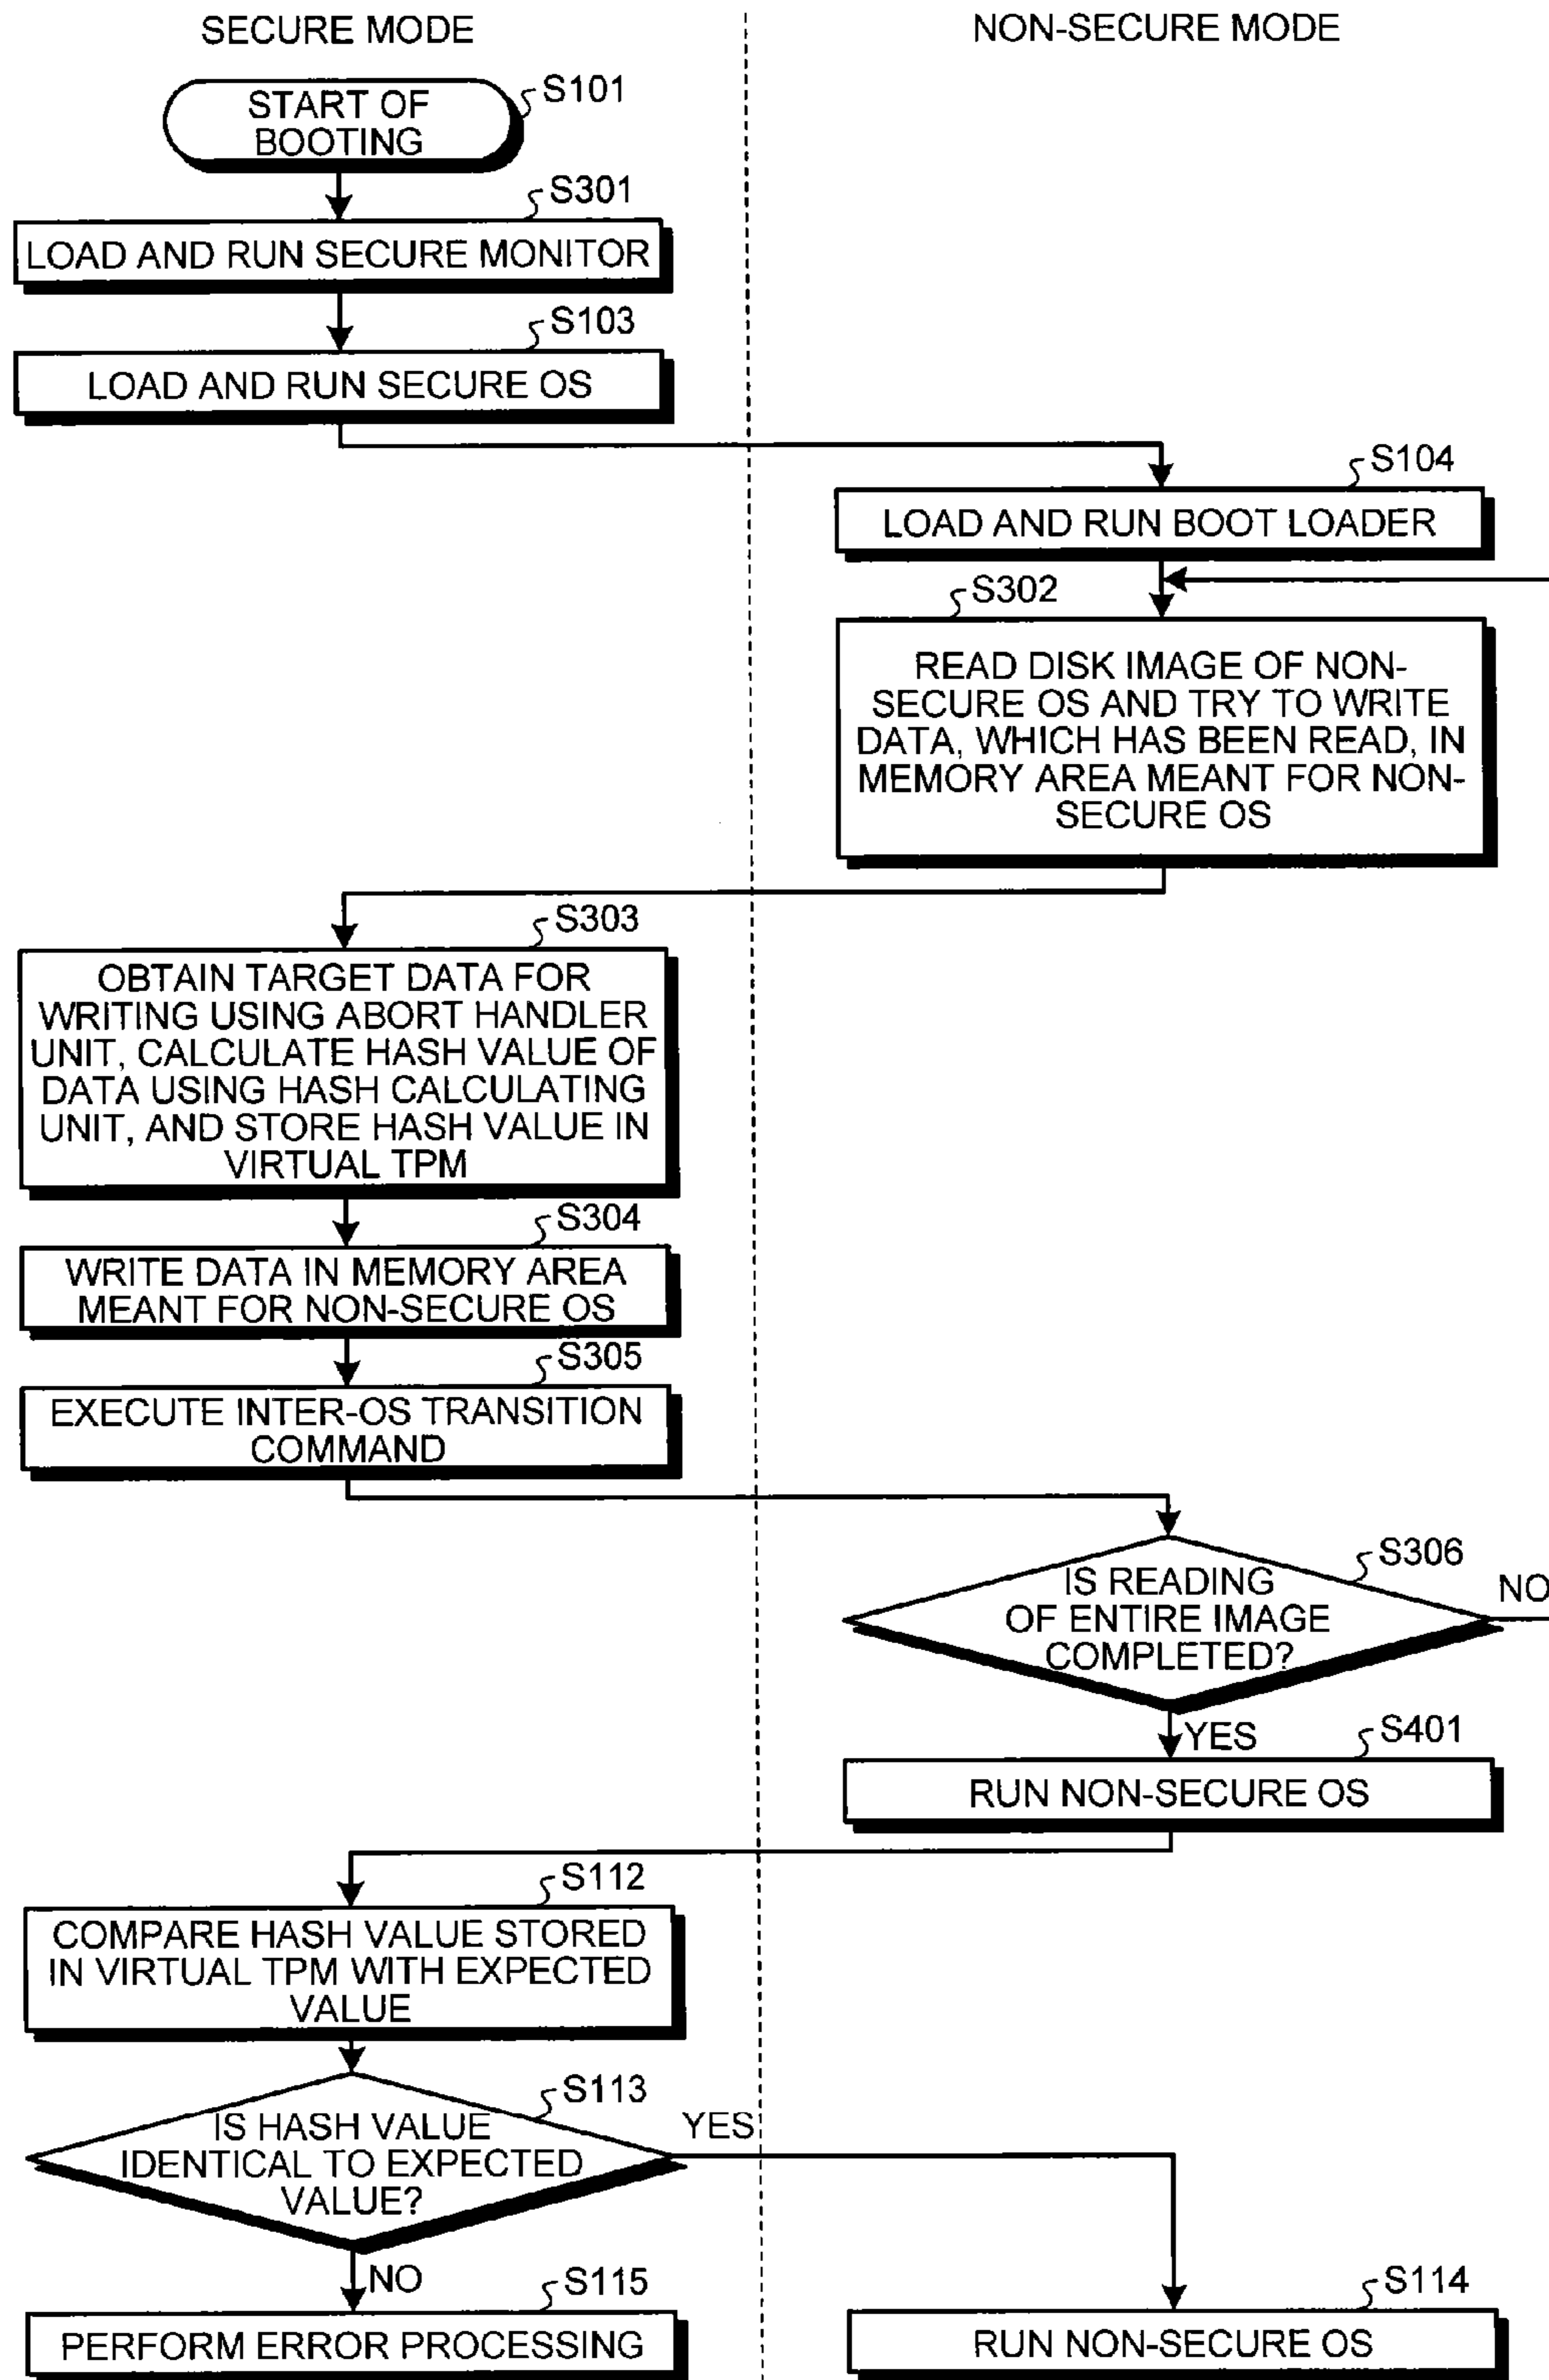 SECURE MODE
NON-SECURE MODE
START OF
BOOTING
S101
S301
LOAD AND RUN SECURE MONITOR
S103
LOAD AND RUN SECURE OS
S104
LOAD AND RUN BOOT LOADER
S302
READ DISK IMAGE OF NON-
SECURE OS AND TRY TO WRITE
DATA, WHICH HAS BEEN READ, IN
MEMORY AREA MEANT FOR NON-
SECURE OS
S303
OBTAIN TARGET DATA FOR
WRITING USING ABORT HANDLER
UNIT, CALCULATE HASH VALUE OF
DATA USING HASH CALCULATING
UNIT, AND STORE HASH VALUE IN
VIRTUAL TPM
S304
WRITE DATA IN MEMORY AREA
MEANT FOR NON-SECURE OS
S305
EXECUTE INTER-OS TRANSITION
COMMAND
S306
IS READING
OF ENTIRE IMAGE
COMPLETED?
NO
YES
S401
RUN NON-SECURE OS
S112
COMPARE HASH VALUE STORED
IN VIRTUAL TPM WITH EXPECTED
VALUE
S113
IS HASH VALUE
IDENTICAL TO EXPECTED
VALUE?
YES
NO
S115
PERFORM ERROR PROCESSING
S114
RUN NON-SECURE OS